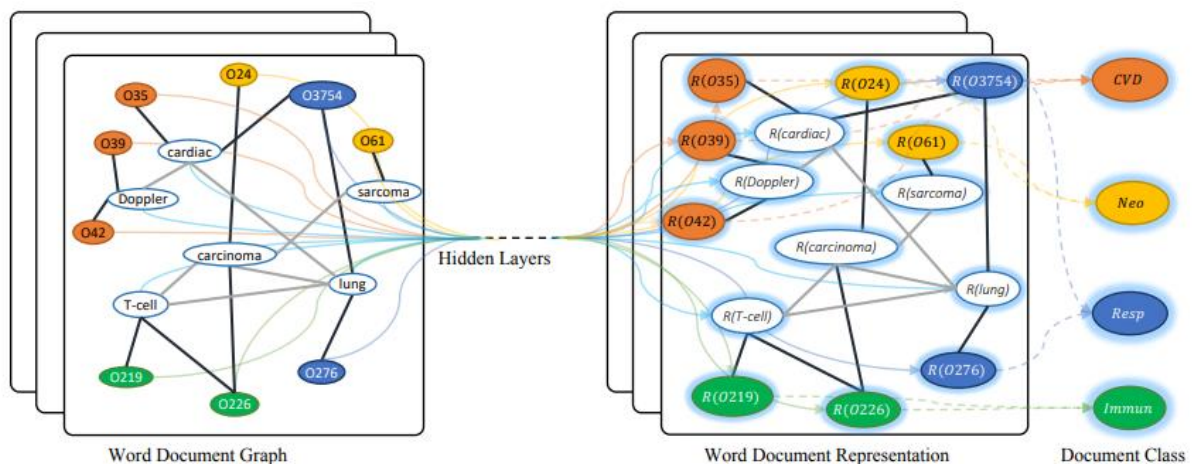 O24
O35
O3754
O39
O61
cardiac
sarcoma
Doppler
O42
carcinoma
lung
T-cell
O219
O276
O226
Word Document Graph
Hidden Layers
R(O35)
R(O24)
R(O3754)
R(cardiac)
R(O39)
R(O61)
R(Doppler)
R(sarcoma)
R(O42)
R(carcinoma)
R(lung)
R(T-cell)
R(O276)
R(O219)
R(O226)
Word Document Representation
CVD
Neo
Resp
Immun
Document Class